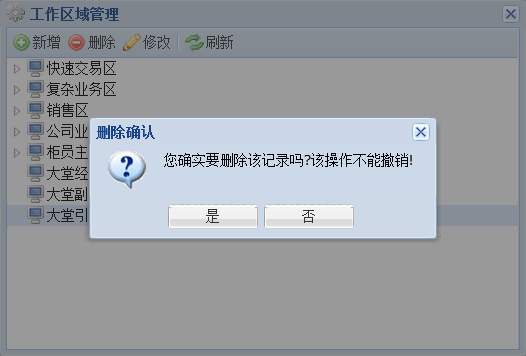 工作区域管理
新增 删除 修改 刷新
快速交易区
复杂业务区
销售区
公司业
柜员主
大堂经
大堂副
大堂引
删除确认
您确实要删除该记录吗?该操作不能撤销!
是 否